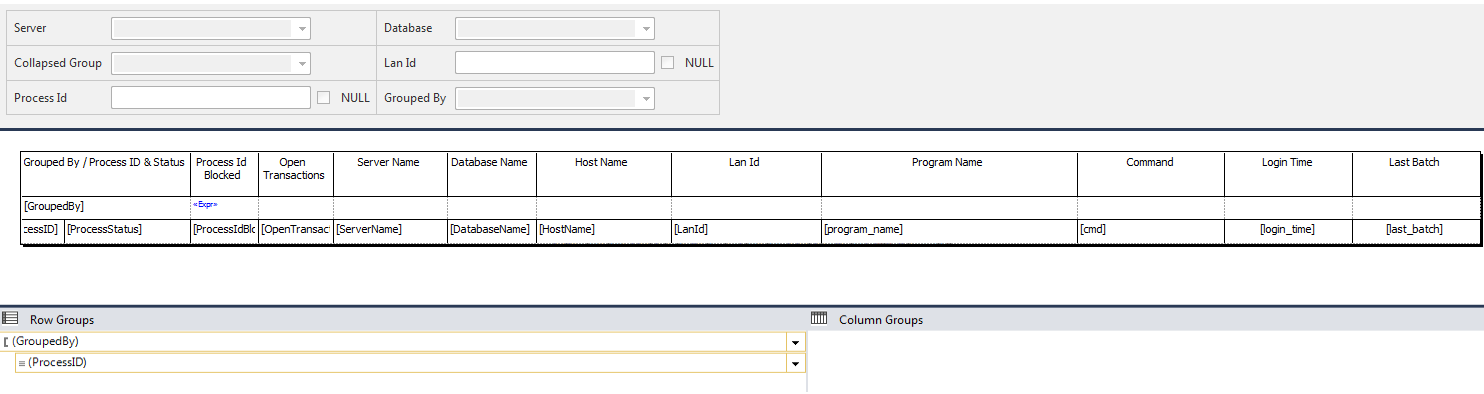 Server Database
Collapsed Group Lan Id NULL
Process Id NULL Grouped By
Grouped By / Process ID & Status Process Id Blocked Open Transactions Server Name Database Name Host Name Lan Id Program Name Command Login Time Last Batch
[GroupedBy] «Expr»
cessID] [ProcessStatus] [ProcessIdBlo [OpenTransac [ServerName] [DatabaseName] [HostName] [LanId] [program_name] [cmd] [login_time] [last_batch]
Row Groups Column Groups
(GroupedBy)
(ProcessID)